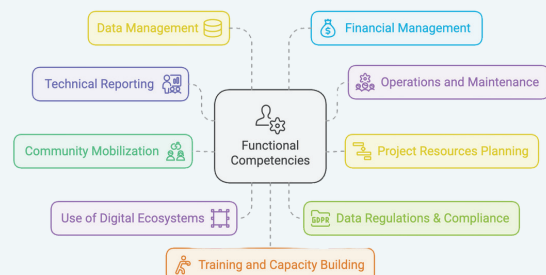 Data Management
Financial Management
Technical Reporting
Operations and Maintenance
Functional
Competencies
Community Mobilization
Project Resources Planning
Use of Digital Ecosystems
GDPR
Data Regulations & Compliance
Training and Capacity Building